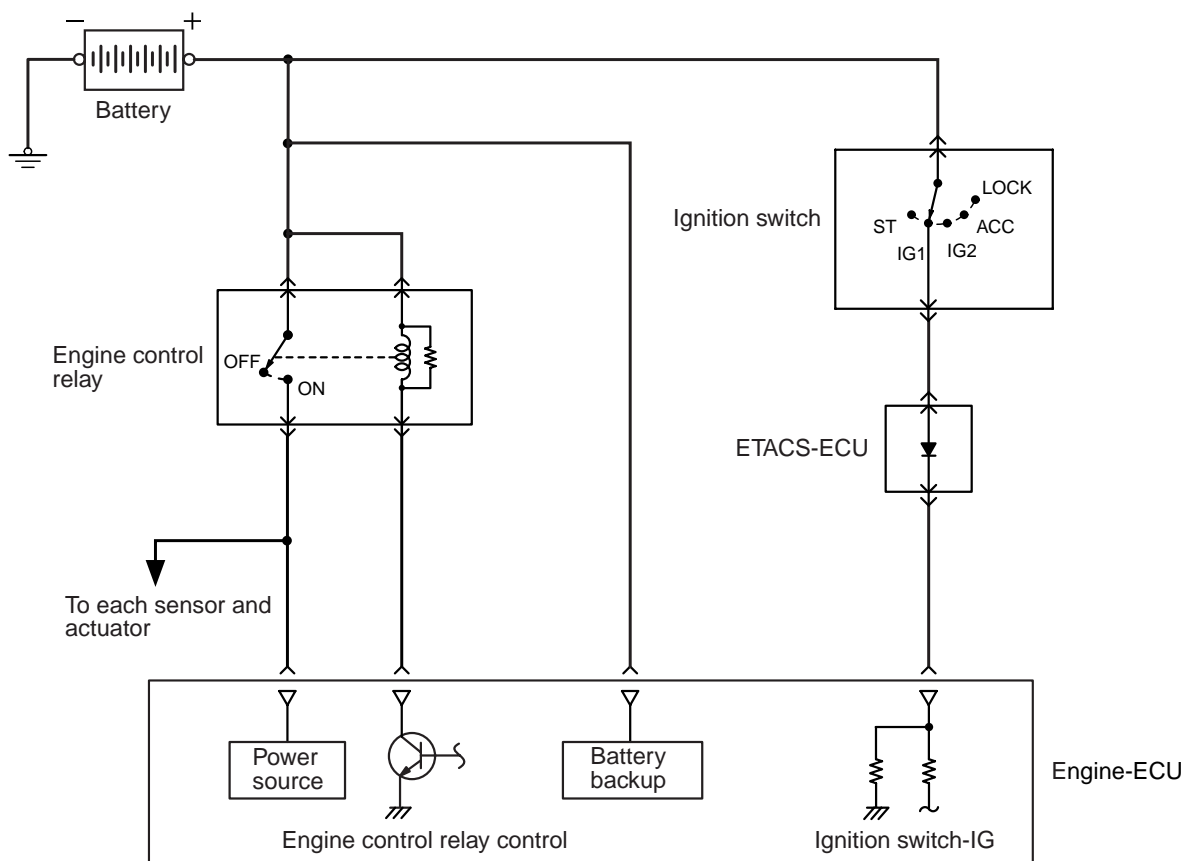 − +
Battery
Ignition switch
LOCK
ST
ACC
IG1
IG2
Engine control
relay
OFF
ON
ETACS-ECU
To each sensor and
actuator
Power
source
Battery
backup
Engine-ECU
Engine control relay control
Ignition switch-IG